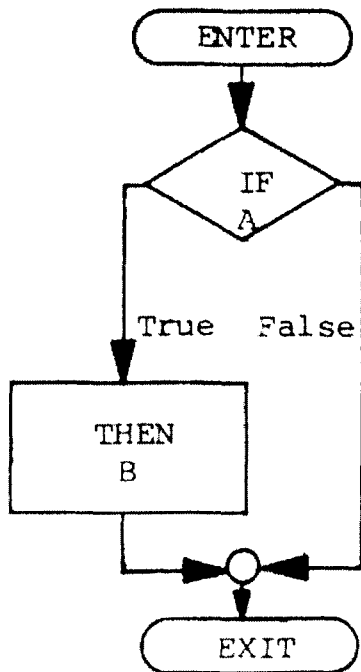 ENTER
IF
A
True False
THEN
B
EXIT